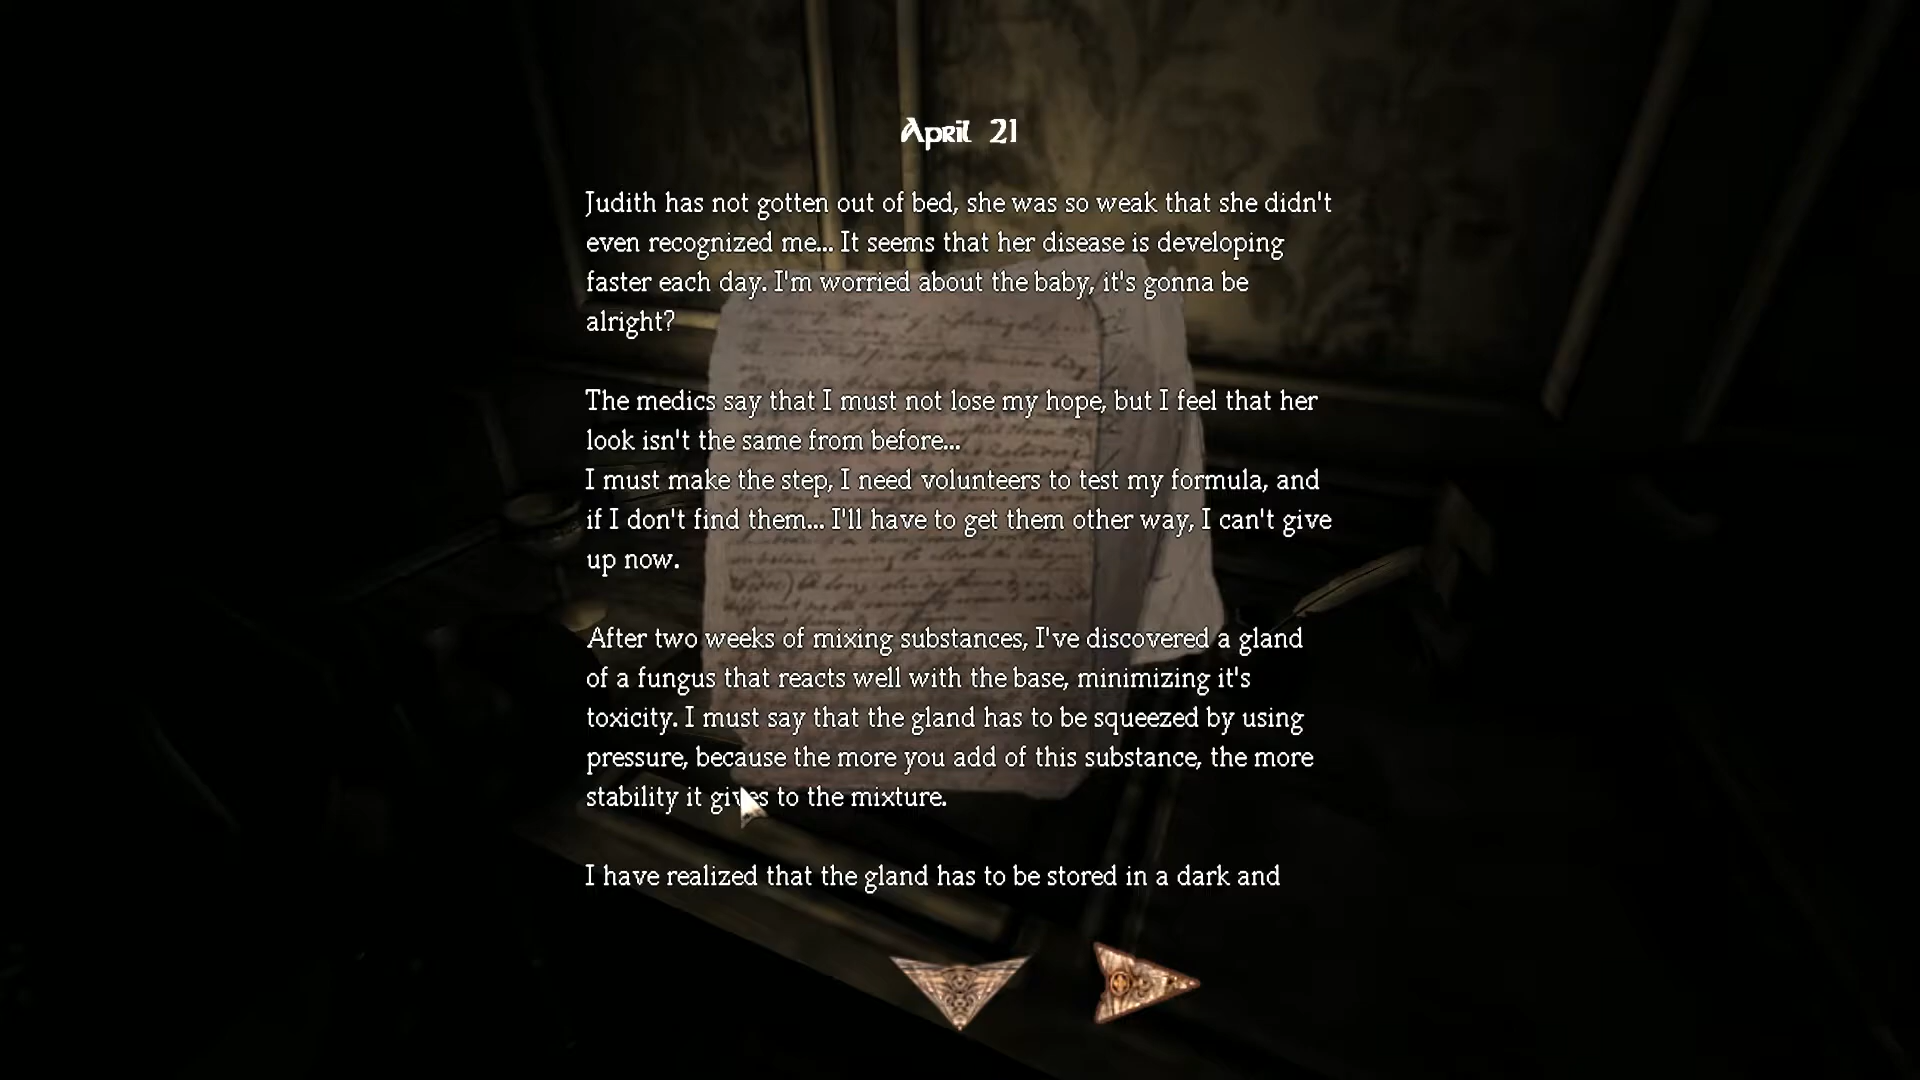 April 21
Judith has not gotten out of bed, she was so weak that she didn't
even recognized me... It seems that her disease is developing
faster each day. I'm worried about the baby, it's gonna be
alright?
The medics say that I must not lose my hope, but I feel that her
look isn't the same from before...
I must make the step, I need volunteers to test my formula, and
if I don't find them... I'll have to get them other way, I can't give
up now.
After two weeks of mixing substances, I've discovered a gland
of a fungus that reacts well with the base, minimizing it's
toxicity. I must say that the gland has to be squeezed by using
pressure, because the more you add of this substance, the more
stability it gives to the mixture.
I have realized that the gland has to be stored in a dark and